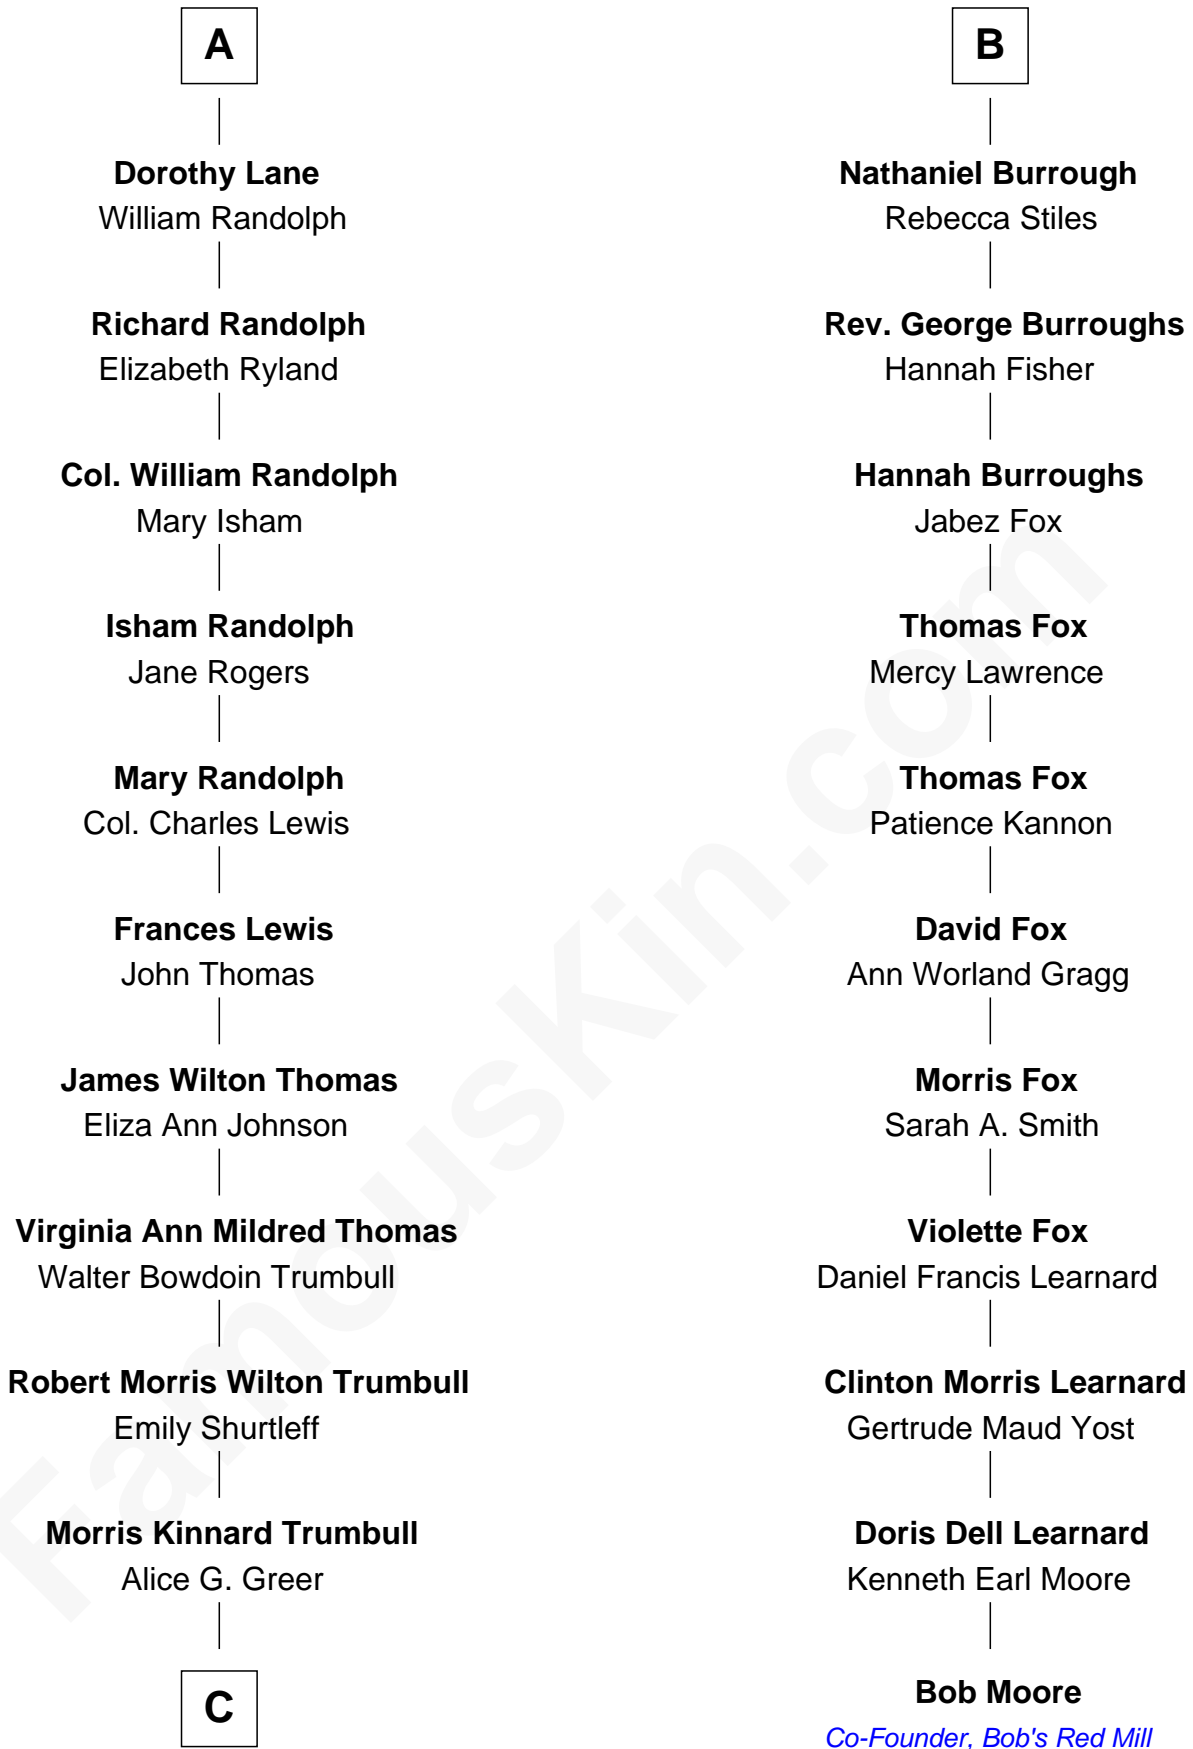 A
Dorothy Lane
William Randolph
Richard Randolph
Elizabeth Ryland
Col. William Randolph
Mary Isham
Isham Randolph
Jane Rogers
Mary Randolph
Col. Charles Lewis
Frances Lewis
John Thomas
James Wilton Thomas
Eliza Ann Johnson
Virginia Ann Mildred Thomas
Walter Bowdoin Trumbull
Robert Morris Wilton Trumbull
Emily Shurtleff
Morris Kinnard Trumbull
Alice G. Greer
C
B
Nathaniel Burrough
Rebecca Stiles
Rev. George Burroughs
Hannah Fisher
Hannah Burroughs
Jabez Fox
Thomas Fox
Mercy Lawrence
Thomas Fox
Patience Kannon
David Fox
Ann Worland Gragg
Morris Fox
Sarah A. Smith
Violette Fox
Daniel Francis Learnard
Clinton Morris Learnard
Gertrude Maud Yost
Doris Dell Learnard
Kenneth Earl Moore
Bob Moore
Co-Founder, Bob's Red Mill
FamousKin.com